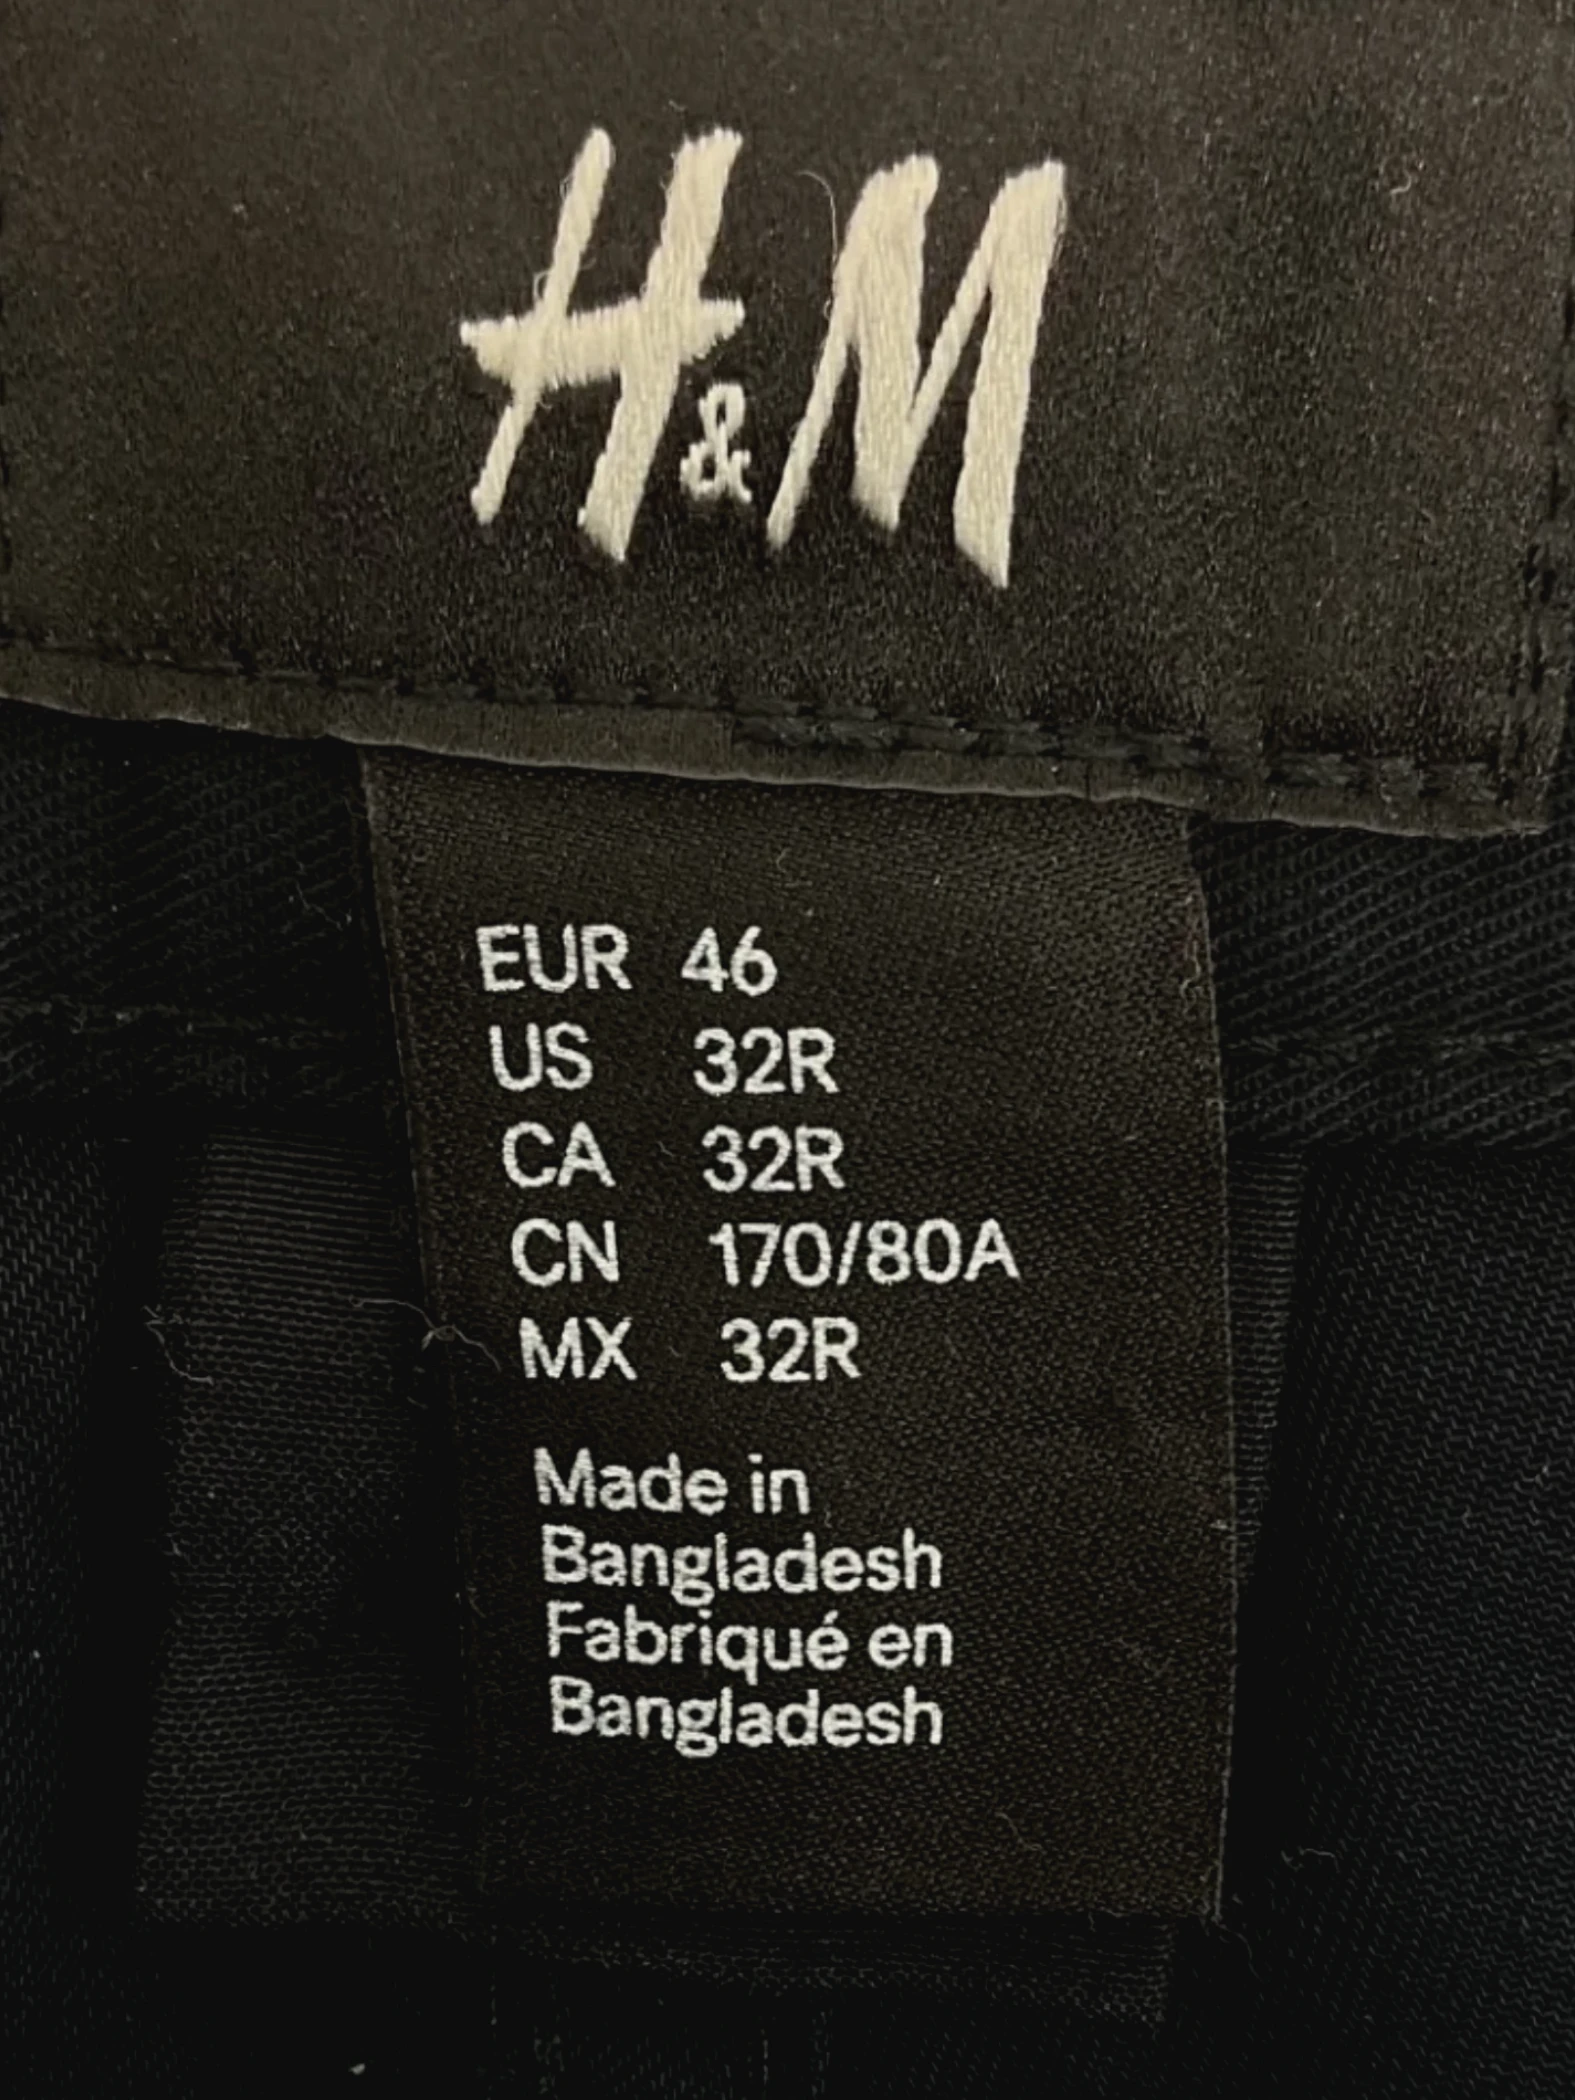 H&M
EUR 46
US 32R
CA 32R
CN 170/80A
MX 32R
Made in
Bangladesh
Fabriqué en
Bangladesh